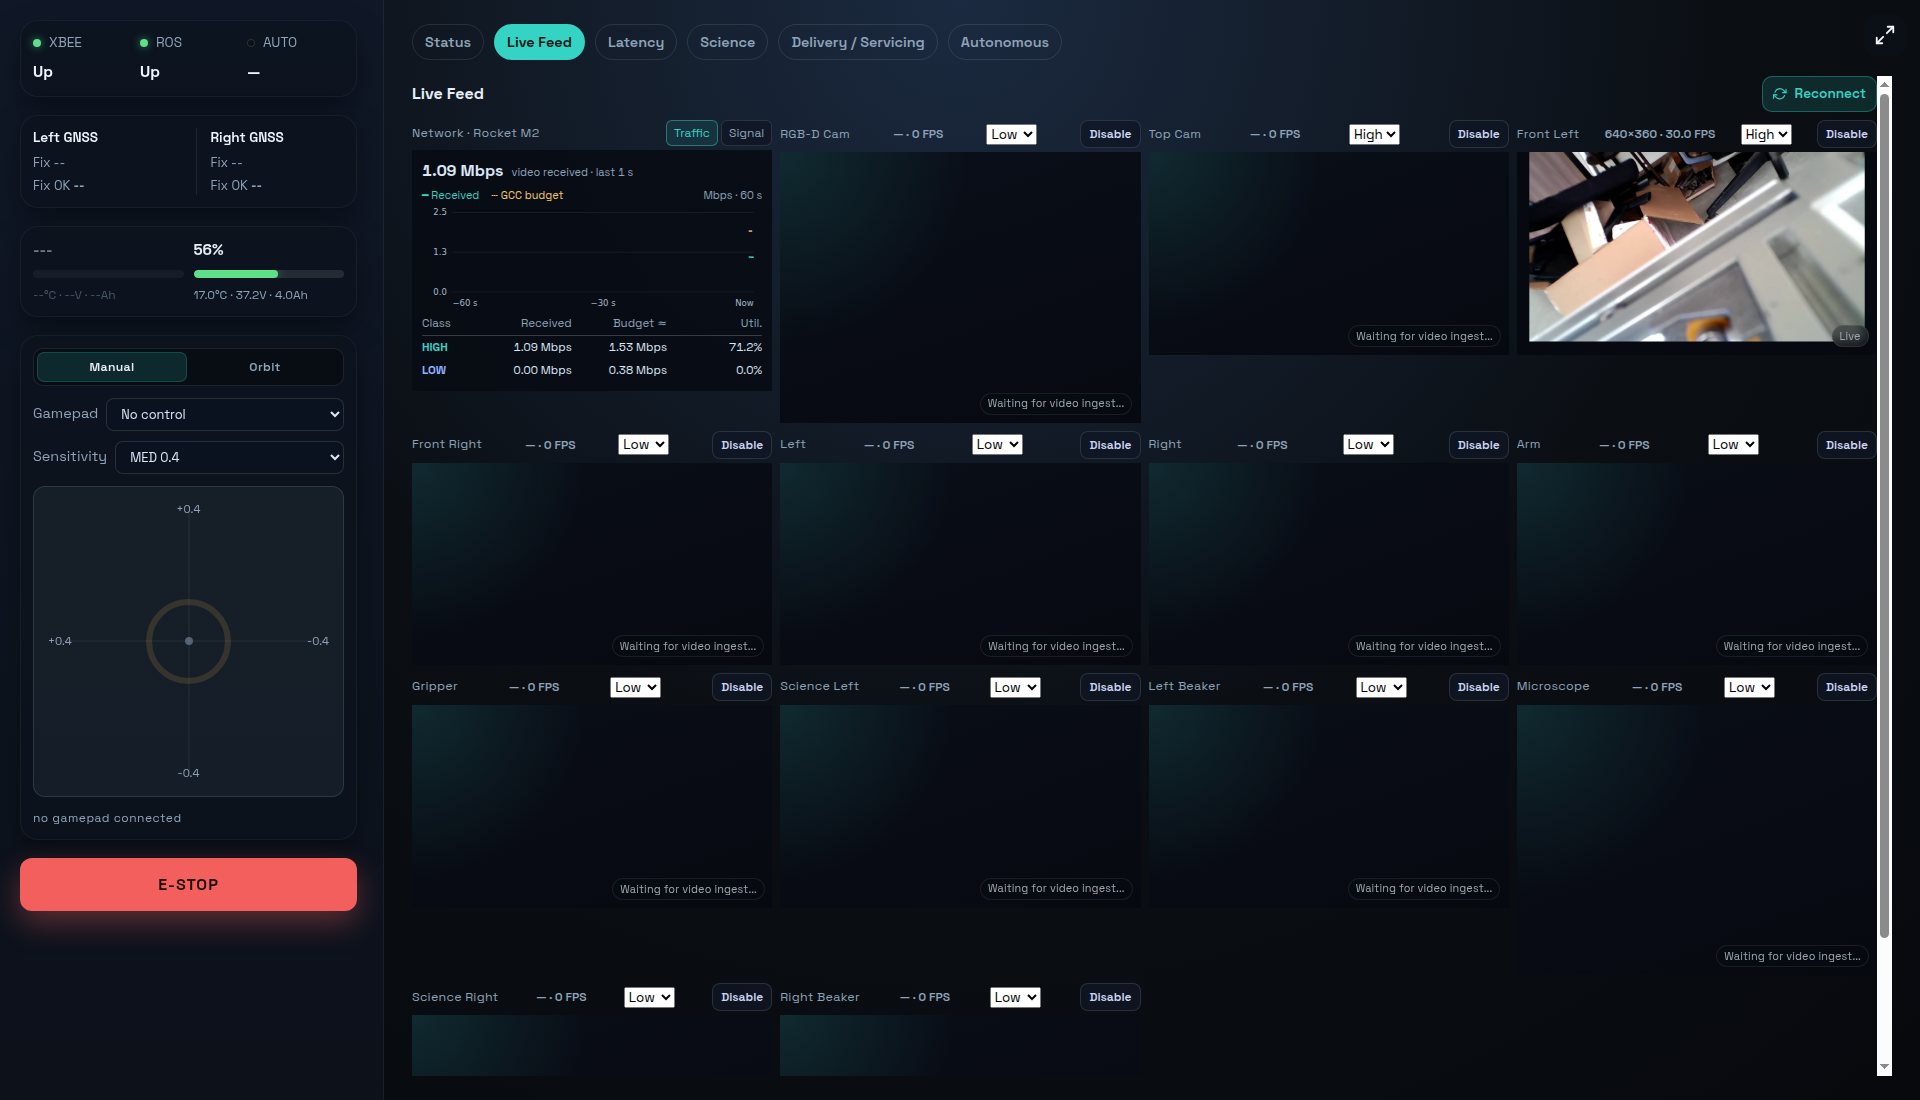 XBEE ROS AUTO
Up Up —
Left GNSS Right GNSS
Fix -- Fix --
Fix OK -- Fix OK --
--- 56%
--°C · --V · --Ah 17.0°C · 37.2V · 4.0Ah
Manual Orbit
Gamepad No control
Sensitivity MED 0.4
+0.4
+0.4 -0.4
-0.4
no gamepad connected
E-STOP
Status Live Feed Latency Science Delivery / Servicing Autonomous
Live Feed Reconnect
Network · Rocket M2 Traffic Signal
1.09 Mbps video received · last 1 s
Received GCC budget Mbps · 60 s
2.5
1.3
0.0
−60 s −30 s Now
Class Received Budget ≈ Util.
HIGH 1.09 Mbps 1.53 Mbps 71.2%
LOW 0.00 Mbps 0.38 Mbps 0.0%
RGB-D Cam — · 0 FPS Low Disable
Waiting for video ingest...
Top Cam — · 0 FPS High Disable
Waiting for video ingest...
Front Left 640×360 · 30.0 FPS High Disable
Live
Front Right — · 0 FPS Low Disable
Waiting for video ingest...
Left — · 0 FPS Low Disable
Waiting for video ingest...
Right — · 0 FPS Low Disable
Waiting for video ingest...
Arm — · 0 FPS Low Disable
Waiting for video ingest...
Gripper — · 0 FPS Low Disable
Waiting for video ingest...
Science Left — · 0 FPS Low Disable
Waiting for video ingest...
Left Beaker — · 0 FPS Low Disable
Waiting for video ingest...
Microscope — · 0 FPS Low Disable
Waiting for video ingest...
Science Right — · 0 FPS Low Disable
Right Beaker — · 0 FPS Low Disable